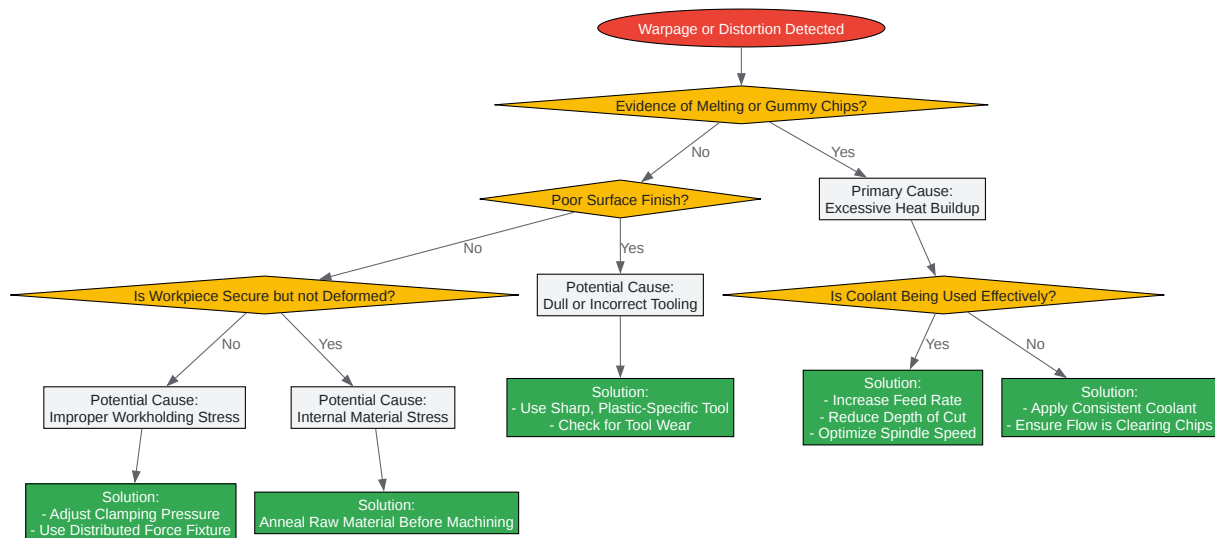 Warpage or Distortion Detected
Evidence of Melting or Gummy Chips?
No
Yes
Poor Surface Finish?
Primary Cause:
Excessive Heat Buildup
No
Yes
Is Workpiece Secure but not Deformed?
Potential Cause:
Dull or Incorrect Tooling
Is Coolant Being Used Effectively?
No
Yes
Yes
No
Potential Cause:
Improper Workholding Stress
Potential Cause:
Internal Material Stress
Solution:
- Use Sharp, Plastic-Specific Tool
- Check for Tool Wear
Solution:
- Increase Feed Rate
- Reduce Depth of Cut
- Optimize Spindle Speed
Solution:
- Apply Consistent Coolant
- Ensure Flow is Clearing Chips
Solution:
- Adjust Clamping Pressure
- Use Distributed Force Fixture
Solution:
Anneal Raw Material Before Machining